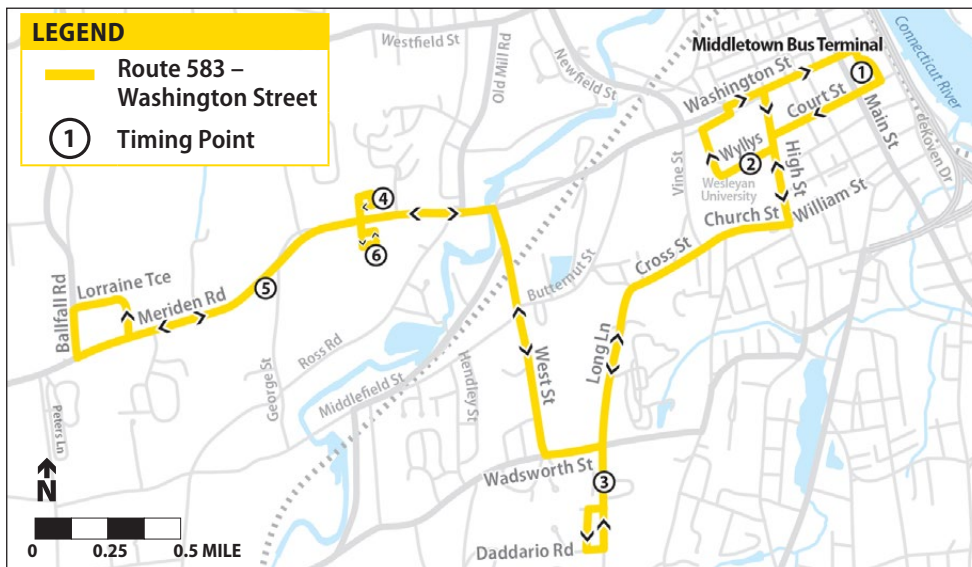 LEGEND
Route 583 –
Washington Street
1 Timing Point
Westfield St
Old Mill Rd
Newfield St
Middletown Bus Terminal
Connecticut River
Washington St
1
Court St
Main St
deKoven Dr
Wyllys
2
High St
Vine St
Wesleyan
University
William St
Church St
4
6
Cross St
Butternut St
5
Lorraine Tce
Meriden Rd
Ballfall Rd
Ross Rd
George St
Middlefield St
Hendley St
West St
Long Ln
Peters Ln
Wadsworth St
3
Daddario Rd
N
0 0.25 0.5 MILE